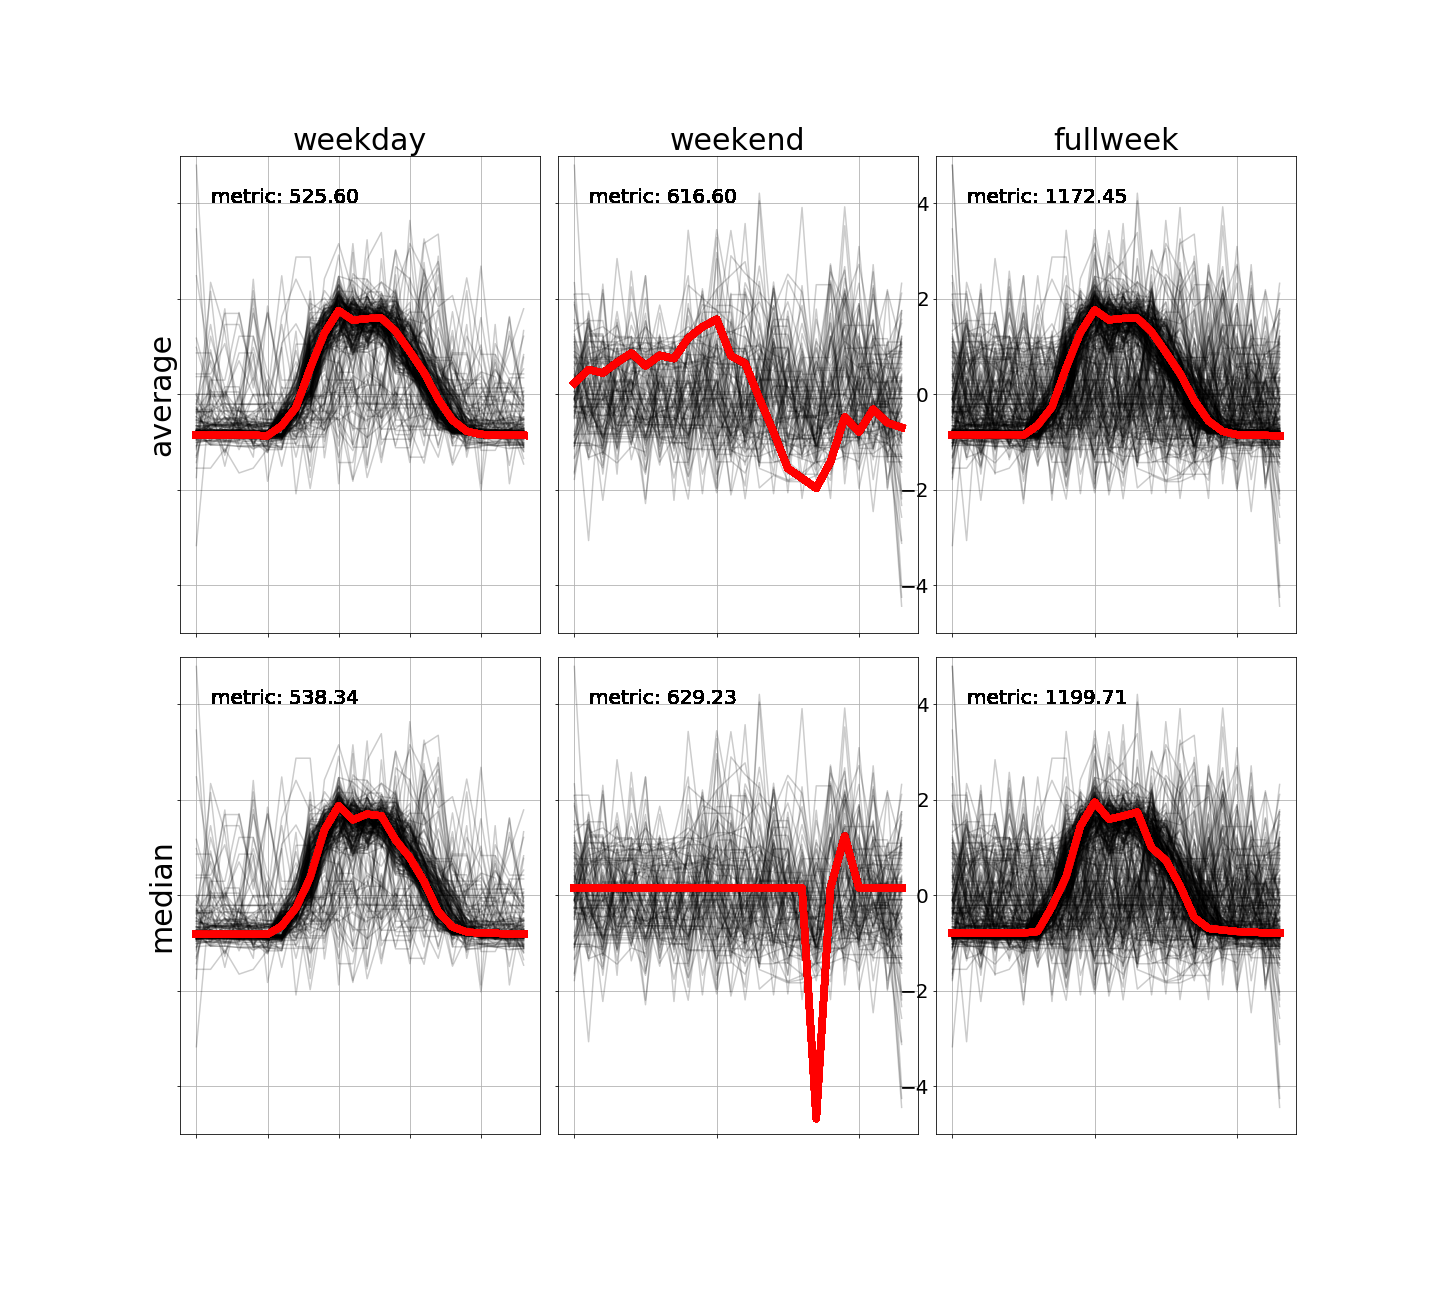 weekday weekend fullweek
metric: 525.60 metric: 616.60 metric: 1172.45
4
2
0
−2
−4
average
metric: 538.34 metric: 629.23 metric: 1199.71
4
2
0
−2
−4
median